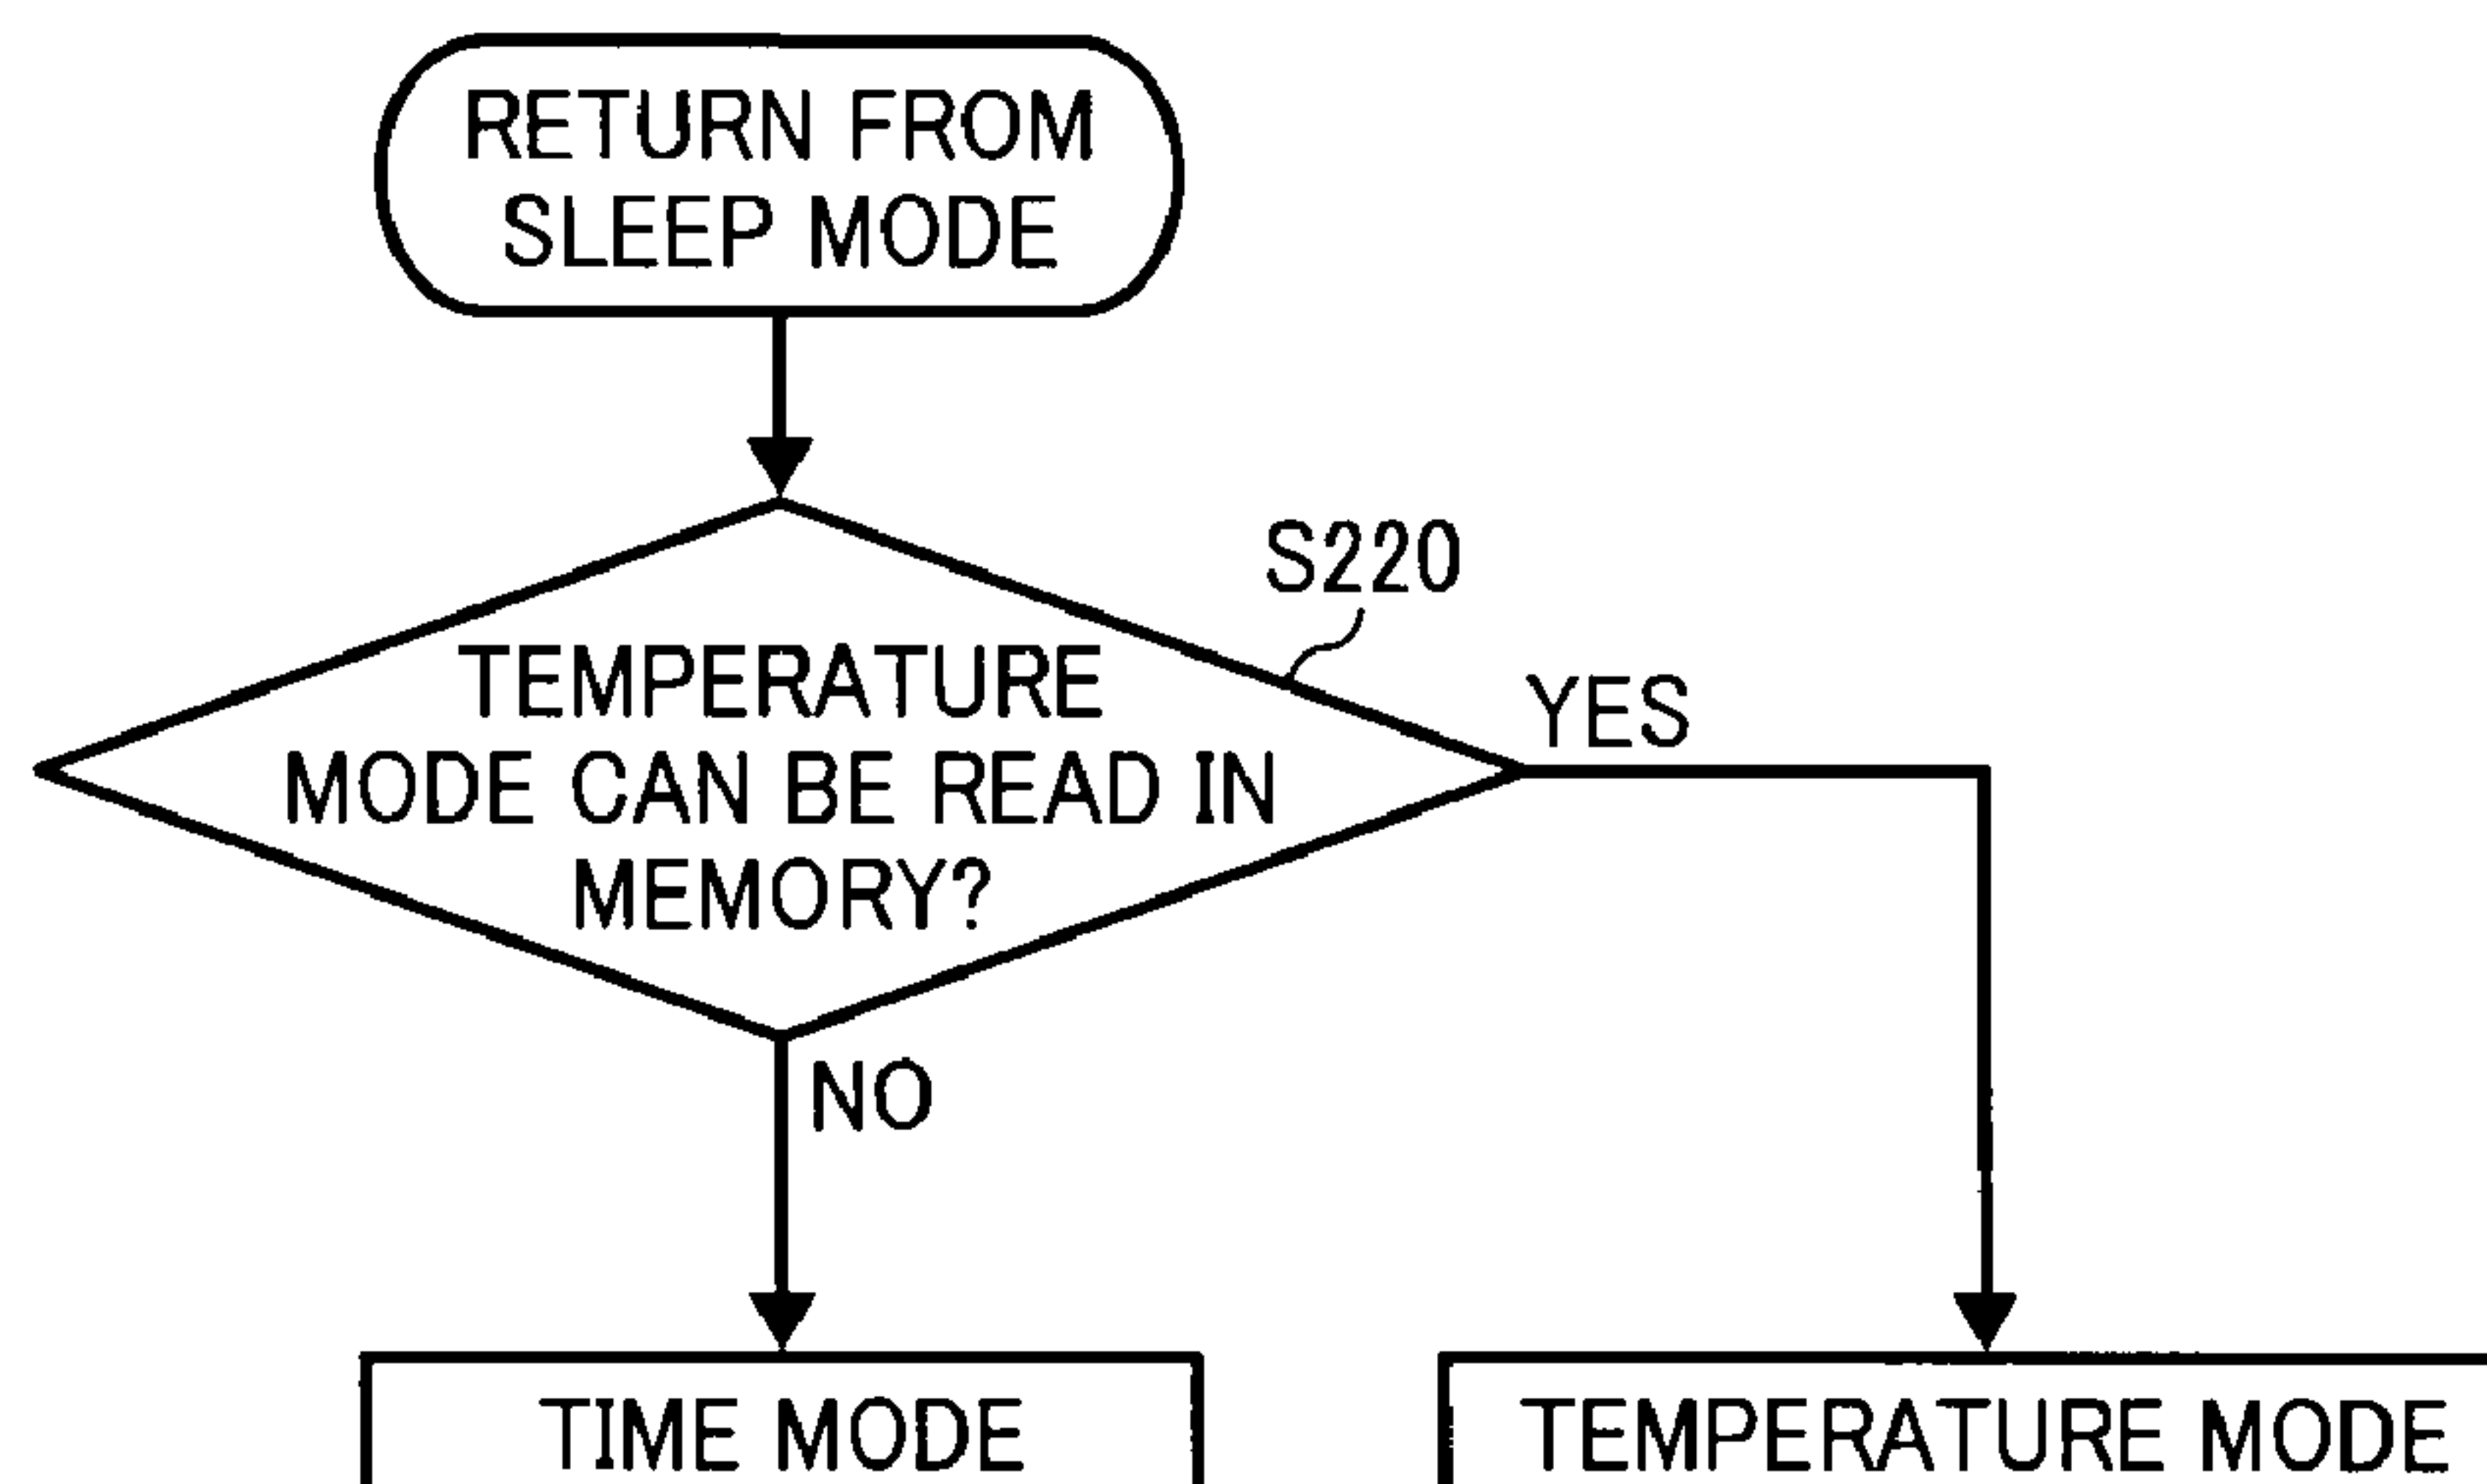 RETURN FROM
SLEEP MODE
S220
TEMPERATURE
MODE CAN BE READ IN
MEMORY?
YES
NO
TIME MODE
TEMPERATURE MODE